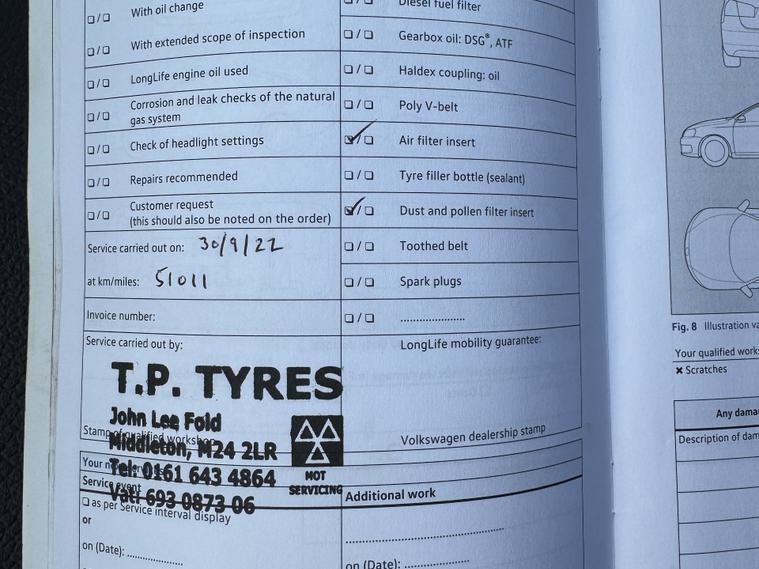 ❏ / ❏ With oil change
❏ / ❏ With extended scope of inspection
❏ / ❏ LongLife engine oil used
❏ / ❏ Corrosion and leak checks of the natural
gas system
❏ / ❏ Check of headlight settings
❏ / ❏ Repairs recommended
❏ / ❏ Customer request
(this should also be noted on the order)
Service carried out on: 30/9/22
at km/miles: 51011
Invoice number:
Service carried out by:
T.P. TYRES
John Lee Fold
Stamp of qualified workshop
Middleton, M24 2LR
Tel: 0161 643 4864
Vat: 693 0873 06
MOT
SERVICING
Service event
❏ as per Service interval display
or
on (Date): ................
Diesel fuel filter
❏ / ❏ Gearbox oil: DSG®, ATF
❏ / ❏ Haldex coupling: oil
❏ / ❏ Poly V-belt
✓ / ❏ Air filter insert
❏ / ❏ Tyre filler bottle (sealant)
✓ / ❏ Dust and pollen filter insert
❏ / ❏ Toothed belt
❏ / ❏ Spark plugs
❏ / ❏ ....................
LongLife mobility guarantee:
Volkswagen dealership stamp
Additional work
on (Date): ................
Fig. 8 Illustration
Your qualified
✖ Scratches
Any
Description of